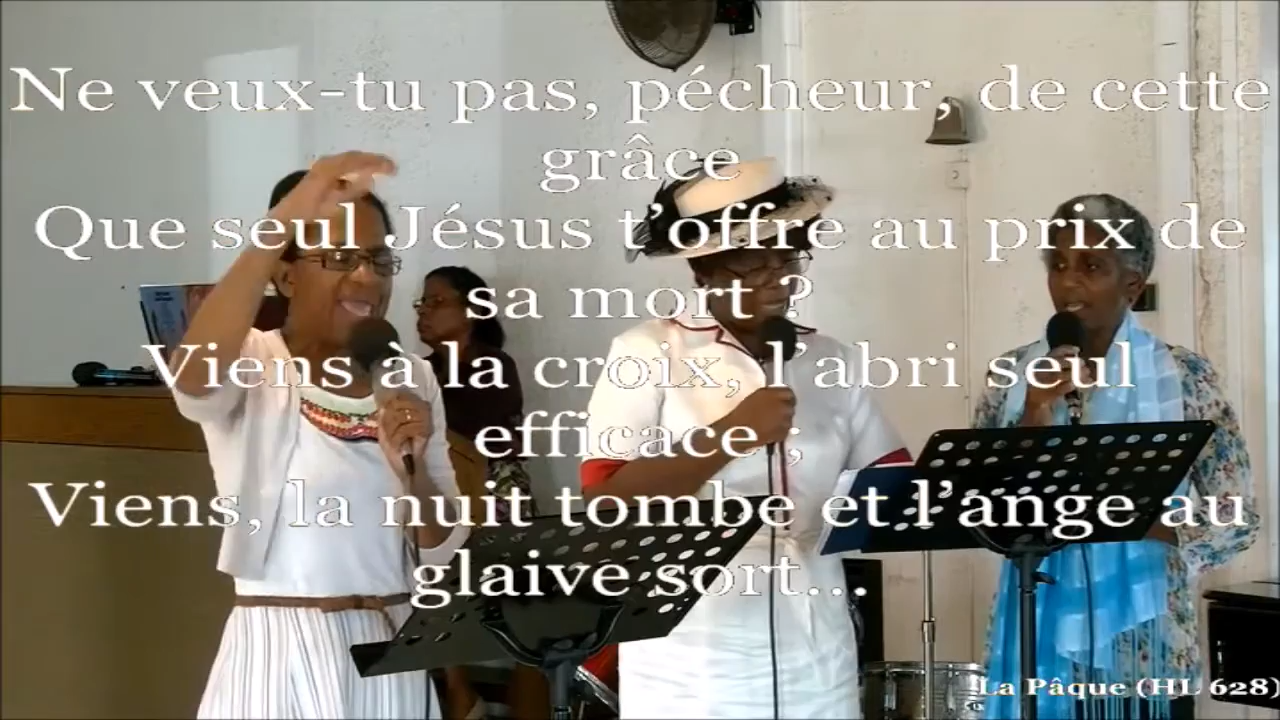 Ne veux-tu pas, pécheur, de cette
grâce
Que seul Jésus t’offre au prix de
sa mort ?
Viens à la croix, l’abri seul
efficace ;
Viens, la nuit tombe et l’ange au
glaive sort...
La Pâque (HL 628)